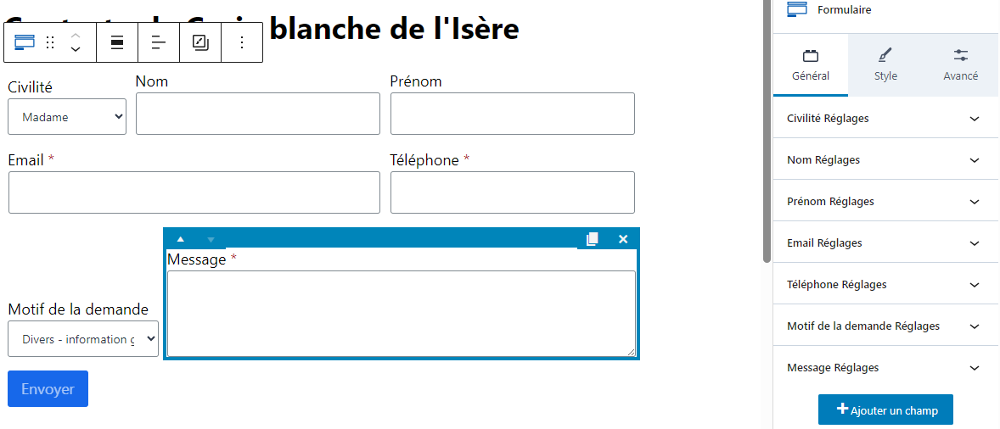 blanche de l'Isère
Civilité
Nom
Prénom
Madame
Email *
Téléphone *
Message *
Motif de la demande
Divers - information g
Envoyer
Formulaire
Général
Style
Avancé
Civilité Réglages
Nom Réglages
Prénom Réglages
Email Réglages
Téléphone Réglages
Motif de la demande Réglages
Message Réglages
+ Ajouter un champ